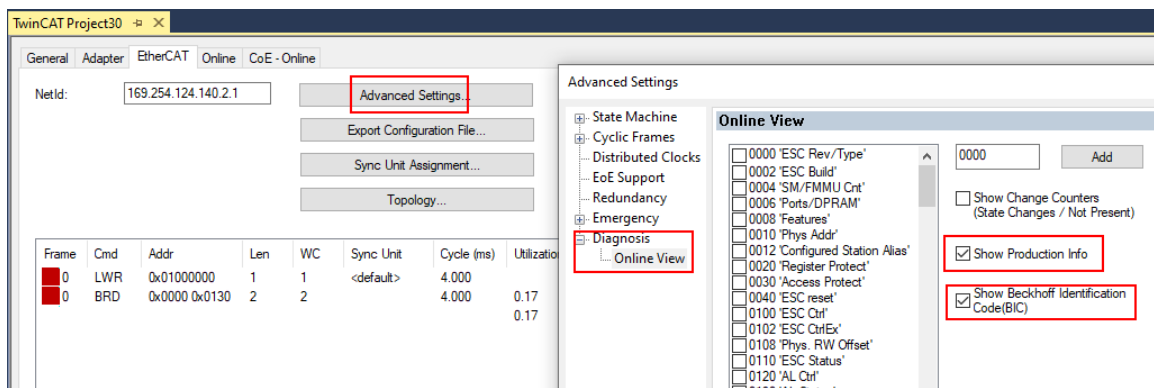 TwinCAT Project30
General Adapter EtherCAT Online CoE - Online
NetId: 169.254.124.140.2.1
Advanced Settings...
Export Configuration File...
Sync Unit Assignment...
Topology...
Frame Cmd Addr Len WC Sync Unit Cycle (ms) Utilizatio
0 LWR 0x01000000 1 1 <default> 4.000
0 BRD 0x0000 0x0130 2 2 4.000 0.17
0.17
Advanced Settings
State Machine
Cyclic Frames
Distributed Clocks
EoE Support
Redundancy
Emergency
Diagnosis
Online View
Online View
0000 'ESC Rev/Type'
0002 'ESC Build'
0004 'SM/FMMU Cnt'
0006 'Ports/DPRAM'
0008 'Features'
0010 'Phys Addr'
0012 'Configured Station Alias'
0020 'Register Protect'
0030 'Access Protect'
0040 'ESC reset'
0100 'ESC Ctrl'
0102 'ESC CtrlEx'
0108 'Phys. RW Offset'
0110 'ESC Status'
0120 'AL Ctrl'
0000 Add
Show Change Counters
(State Changes / Not Present)
Show Production Info
Show Beckhoff Identification
Code(BIC)